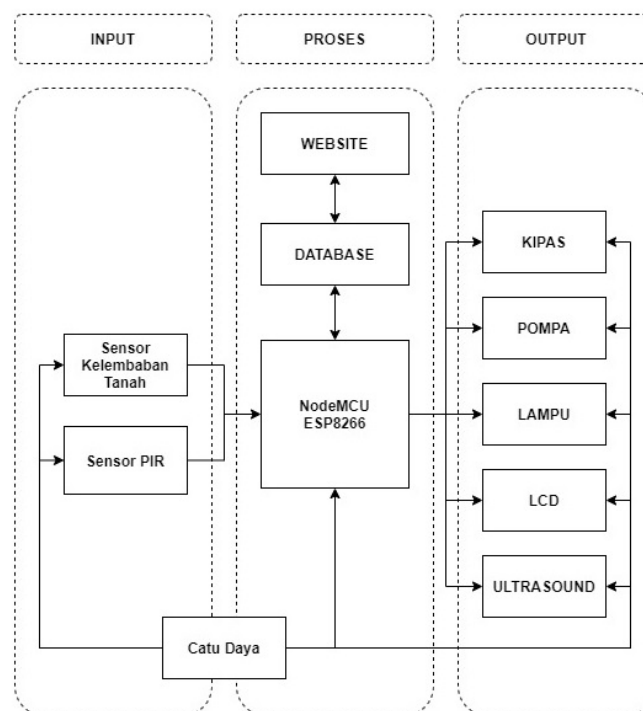 INPUT
PROSES
OUTPUT
WEBSITE
DATABASE
Sensor
Kelembaban
Tanah
Sensor PIR
NodeMCU
ESP8266
KIPAS
POMPA
LAMPU
LCD
ULTRASOUND
Catu Daya